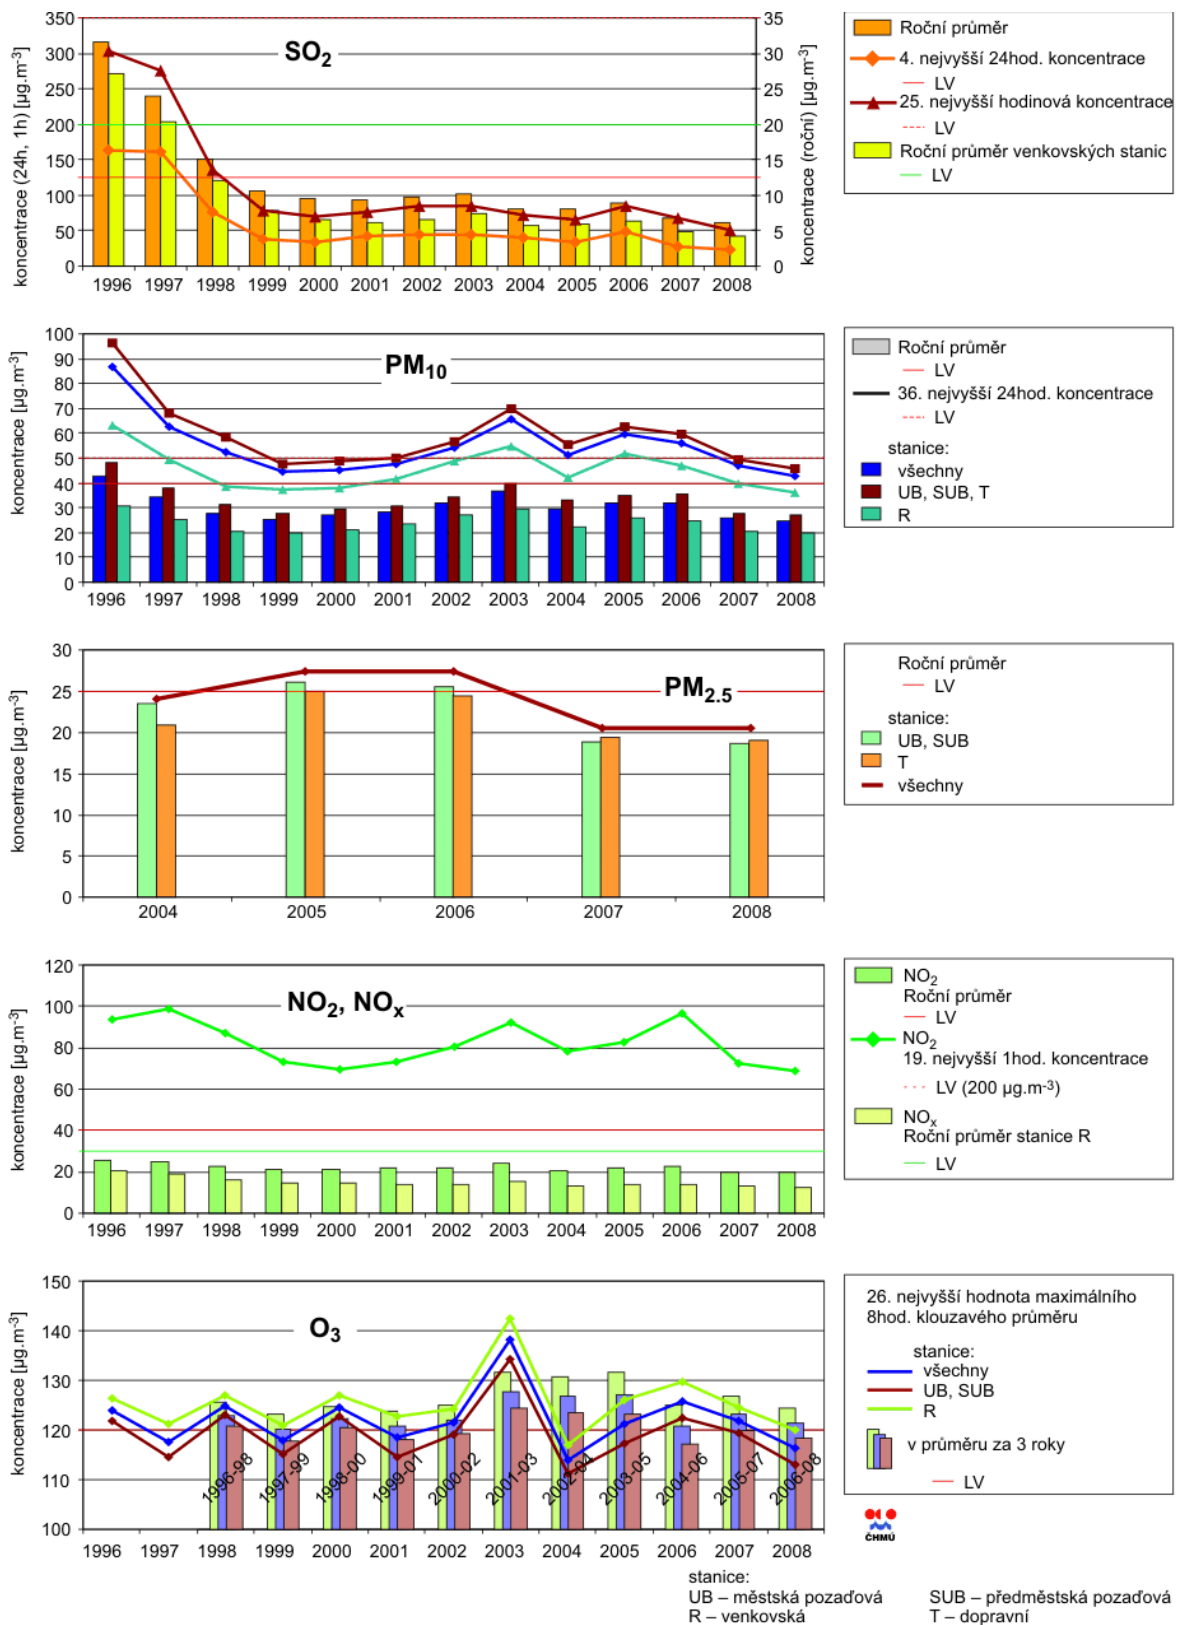 SO2
koncentrace (24h, 1h) [µg.m-3]
350
300
250
200
150
100
50
0
35
30
25
20
15
10
5
0
koncentrace (roční) [µg.m-3]
1996 1997 1998 1999 2000 2001 2002 2003 2004 2005 2006 2007 2008
Roční průměr
4. nejvyšší 24hod. koncentrace
LV
25. nejvyšší hodinová koncentrace
LV
Roční průměr venkovských stanic
LV
PM10
koncentrace [µg.m-3]
100
90
80
70
60
50
40
30
20
10
0
1996 1997 1998 1999 2000 2001 2002 2003 2004 2005 2006 2007 2008
Roční průměr
LV
36. nejvyšší 24hod. koncentrace
LV
stanice:
všechny
UB, SUB, T
R
PM2.5
koncentrace [µg.m-3]
30
25
20
15
10
5
0
2004 2005 2006 2007 2008
Roční průměr
LV
stanice:
UB, SUB
T
všechny
NO2, NOx
koncentrace [µg.m-3]
120
100
80
60
40
20
0
1996 1997 1998 1999 2000 2001 2002 2003 2004 2005 2006 2007 2008
NO2
Roční průměr
LV
NO2
19. nejvyšší 1hod. koncentrace
LV (200 µg.m-3)
NOx
Roční průměr stanice R
LV
O3
koncentrace [µg.m-3]
150
140
130
120
110
100
1996-98 1997-99 1998-00 1999-01 2000-02 2001-03 2002-04 2003-05 2004-06 2005-07 2006-08
1996 1997 1998 1999 2000 2001 2002 2003 2004 2005 2006 2007 2008
26. nejvyšší hodnota maximálního
8hod. klouzavého průměru
stanice:
všechny
UB, SUB
R
v průměru za 3 roky
LV
ČHMÚ
stanice:
UB – městská pozaďová SUB – předměstská pozaďová
R – venkovská T – dopravní